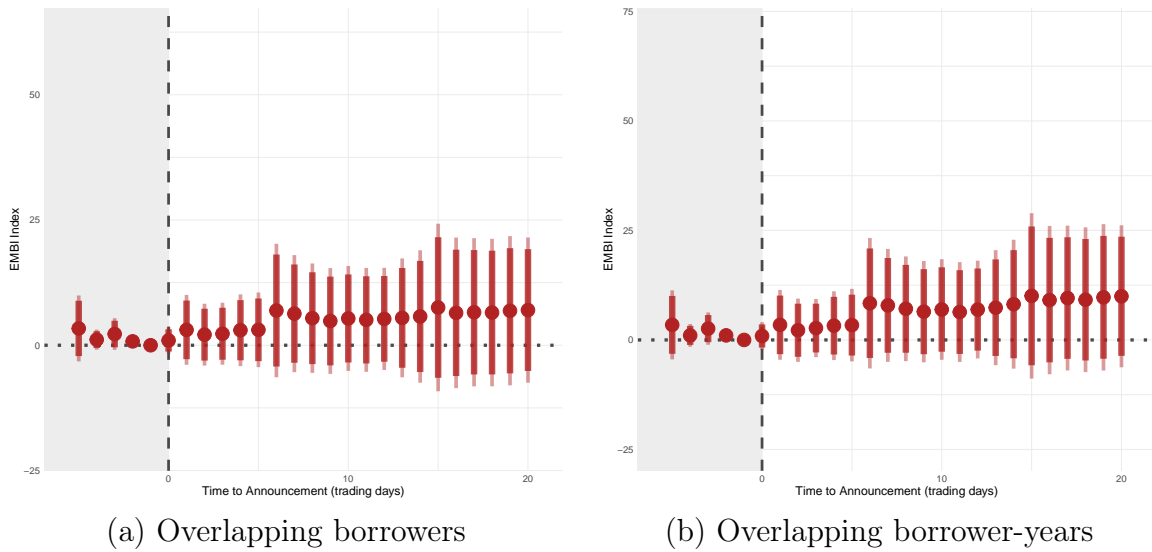 50
25
0
−25
EMBI Index
0
10
20
Time to Announcement (trading days)
(a) Overlapping borrowers
75
50
25
0
−25
EMBI Index
0
10
20
Time to Announcement (trading days)
(b) Overlapping borrower-years